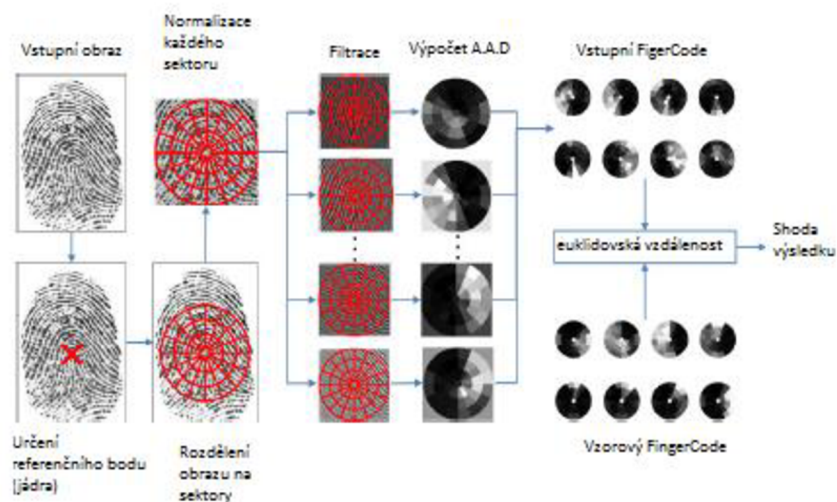 Vstupní obraz
Normalizace
každého
sektoru
Filtrace
Výpočet A.A.D
Vstupní FigerCode
euklidovská vzdálenost
Shoda
výsledku
Určení
referenčního bodu
(jádra)
Rozdělení
obrazu na
sektory
Vzorový FingerCode